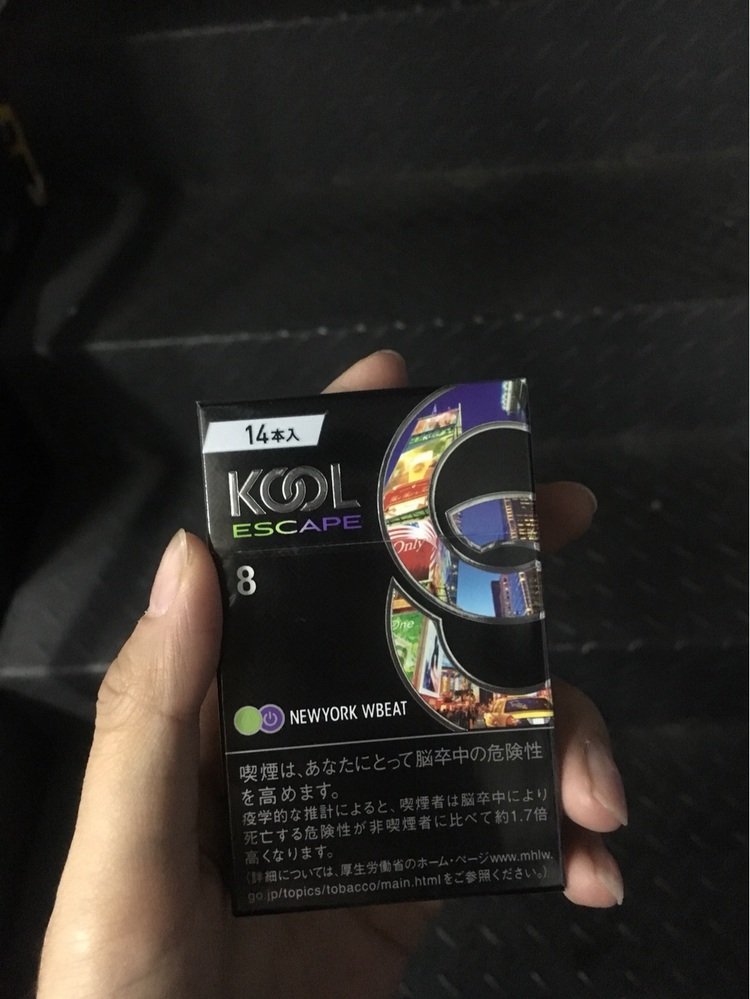 14本入
KOOL
ESCAPE
8
Only
One
NEWYORK WBEAT
喫煙は、あなたにとって脳卒中の危険性
を高めます。
疫学的な推計によると、喫煙者は脳卒中により
死亡する危険性が非喫煙者に比べて約1.7倍
高くなります。
(詳細については、厚生労働省のホーム・ページwww.mhlw.
go.jp/topics/tobacco/main.htmlをご参照ください。)